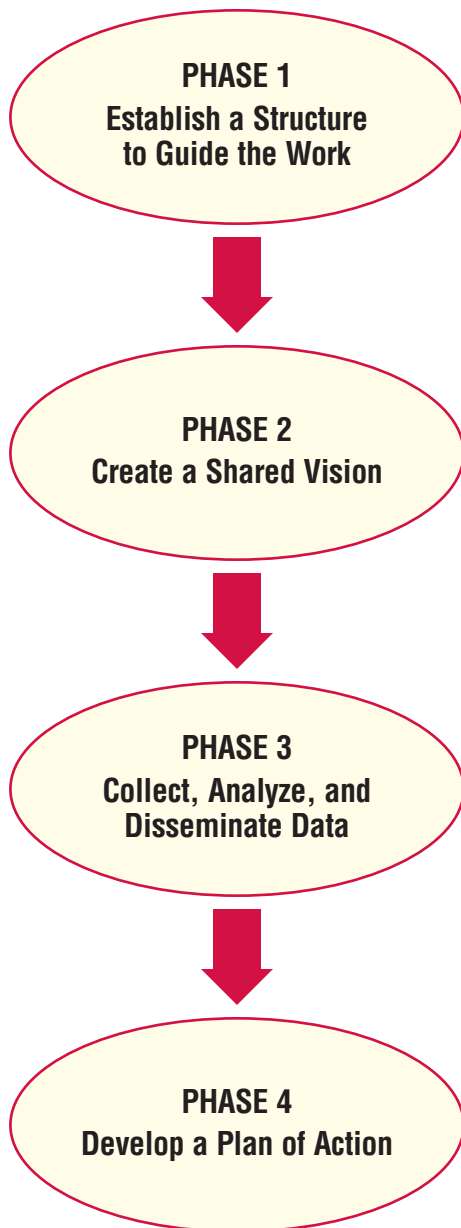 PHASE 1
Establish a Structure
to Guide the Work
PHASE 2
Create a Shared Vision
PHASE 3
Collect, Analyze, and
Disseminate Data
PHASE 4
Develop a Plan of Action